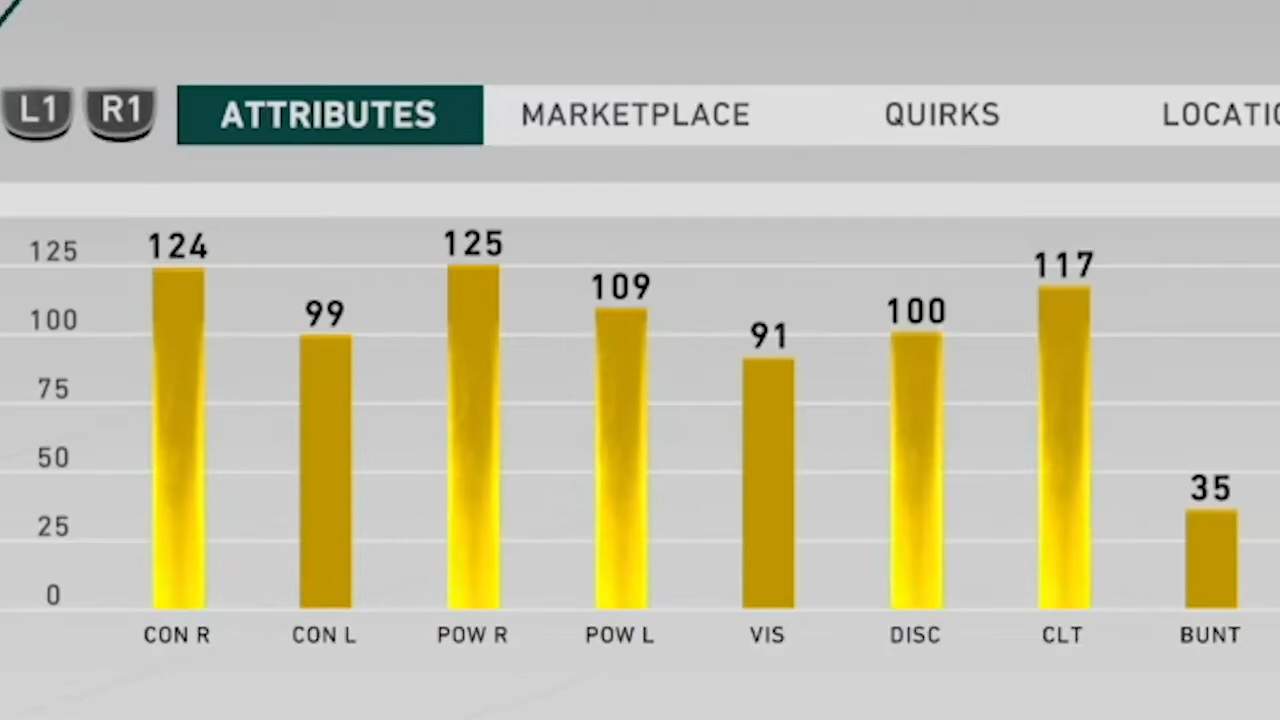 L1 R1 ATTRIBUTES MARKETPLACE QUIRKS LOCATIO
125 124 99 125 109 91 100 117 35
100
75
50
25
0
CON R CON L POW R POW L VIS DISC CLT BUNT